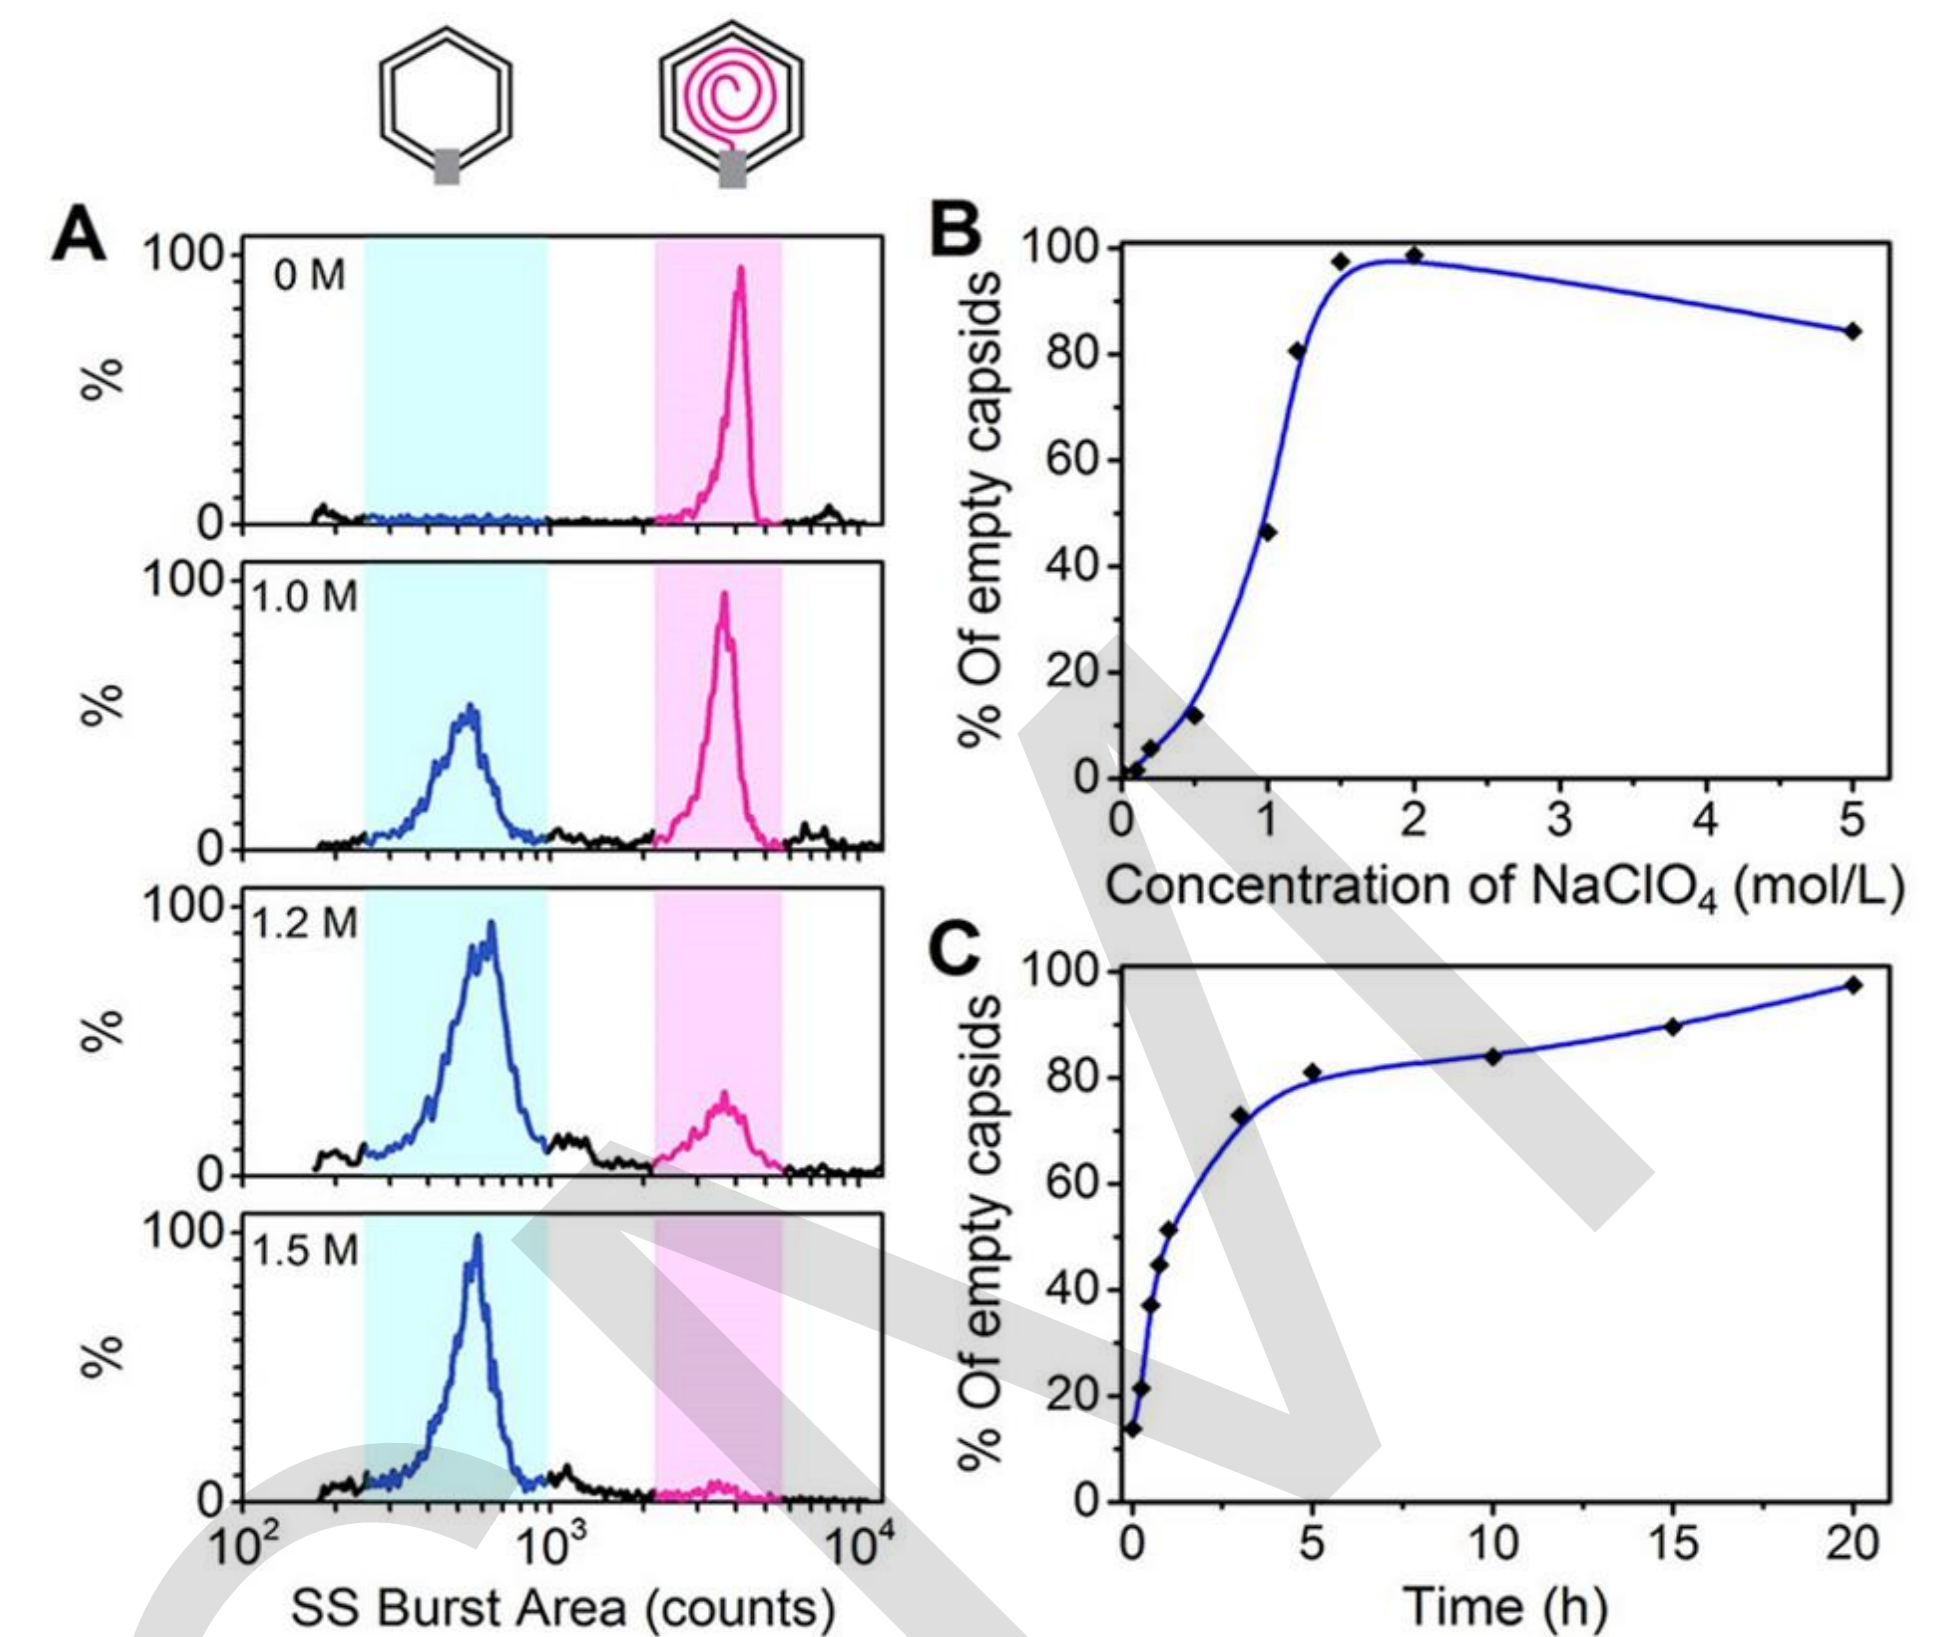 A
100
0 M
%
0
100
1.0 M
%
0
100
1.2 M
%
0
100
1.5 M
%
0
10²
10³
10⁴
SS Burst Area (counts)
B
100
80
60
40
20
0
% Of empty capsids
0 1 2 3 4 5
Concentration of NaClO₄ (mol/L)
C
100
80
60
40
20
0
% Of empty capsids
0 5 10 15 20
Time (h)